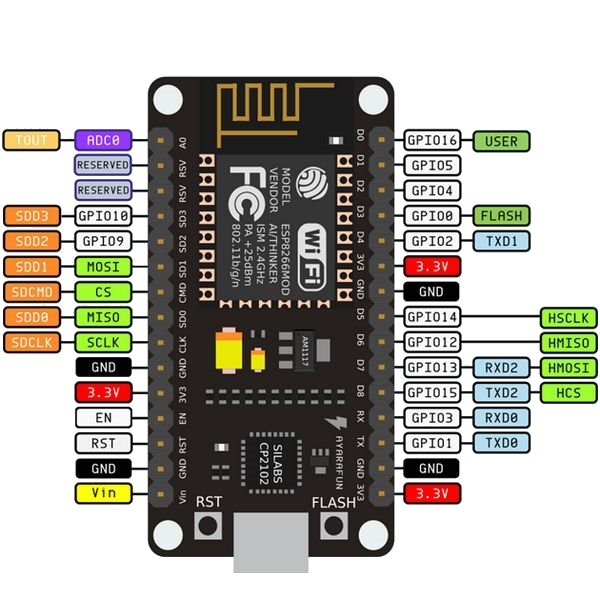 TOUT ADC0 A0 D0 GPIO16 USER
RESERVED RSV D1 GPIO5
RESERVED RSV D2 GPIO4
SDD3 GPIO10 SD3 D3 GPIO0 FLASH
SDD2 GPIO9 SD2 D4 GPIO2 TXD1
SDD1 MOSI SD1 3V3 3.3V
SDCMD CS CMD GND GND
SDD0 MISO SD0 D5 GPIO14 HSCLK
SDCLK SCLK CLK D6 GPIO12 HMISO
GND GND D7 GPIO13 RXD2 HMOSI
3.3V 3V3 D8 GPIO15 TXD2 HCS
EN EN RX GPIO3 RXD0
RST RST TX GPIO1 TXD0
GND GND GND GND
Vin Vin 3V3 3.3V
MODEL ESP8266MOD
VENDOR AI/THINKER
ISM 2.4GHz
PA +25dBm
802.11b/g/n
FC
WiFi
AM1117
SILABS
CP2102
AYARAFUN
RST FLASH